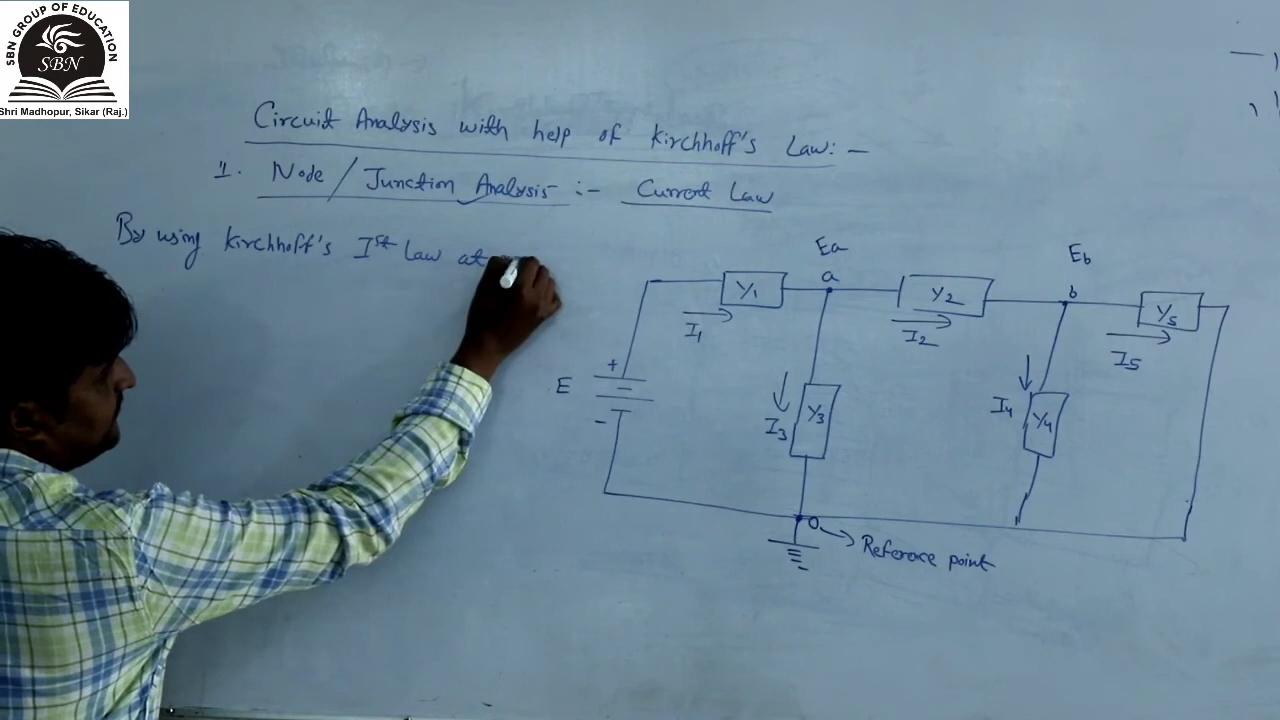 SBN GROUP OF EDUCATION
SBN
Shri Madhopur, Sikar (Raj.)
Circuit Analysis with help of Kirchhoff's Law:-
1. Node / Junction Analysis :- Current Law
By using Kirchhoff's Ist Law at
Ea
Eb
a
b
Y1
Y2
Y5
I1
I2
I5
+
E
-
I3
Y3
I4
Y4
O
Reference point